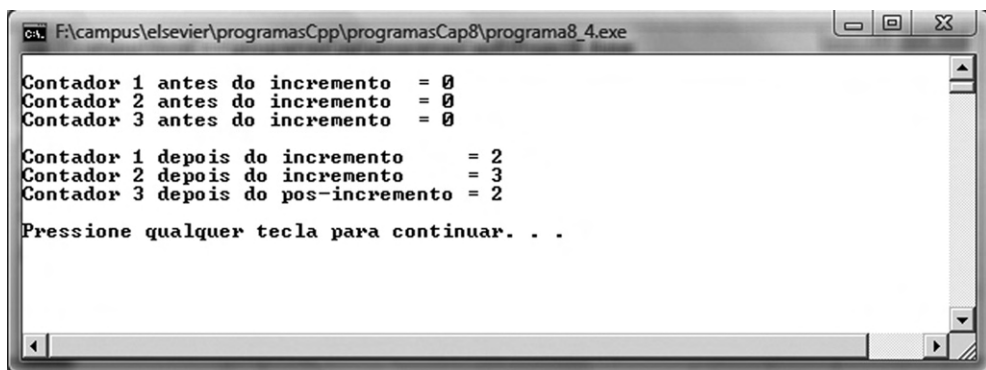 F:\campus\elsevier\programasCpp\programasCap8\programa8_4.exe
Contador 1 antes do incremento  = 0
Contador 2 antes do incremento  = 0
Contador 3 antes do incremento  = 0
Contador 1 depois do incremento     = 2
Contador 2 depois do incremento     = 3
Contador 3 depois do pos-incremento = 2
Pressione qualquer tecla para continuar. . .